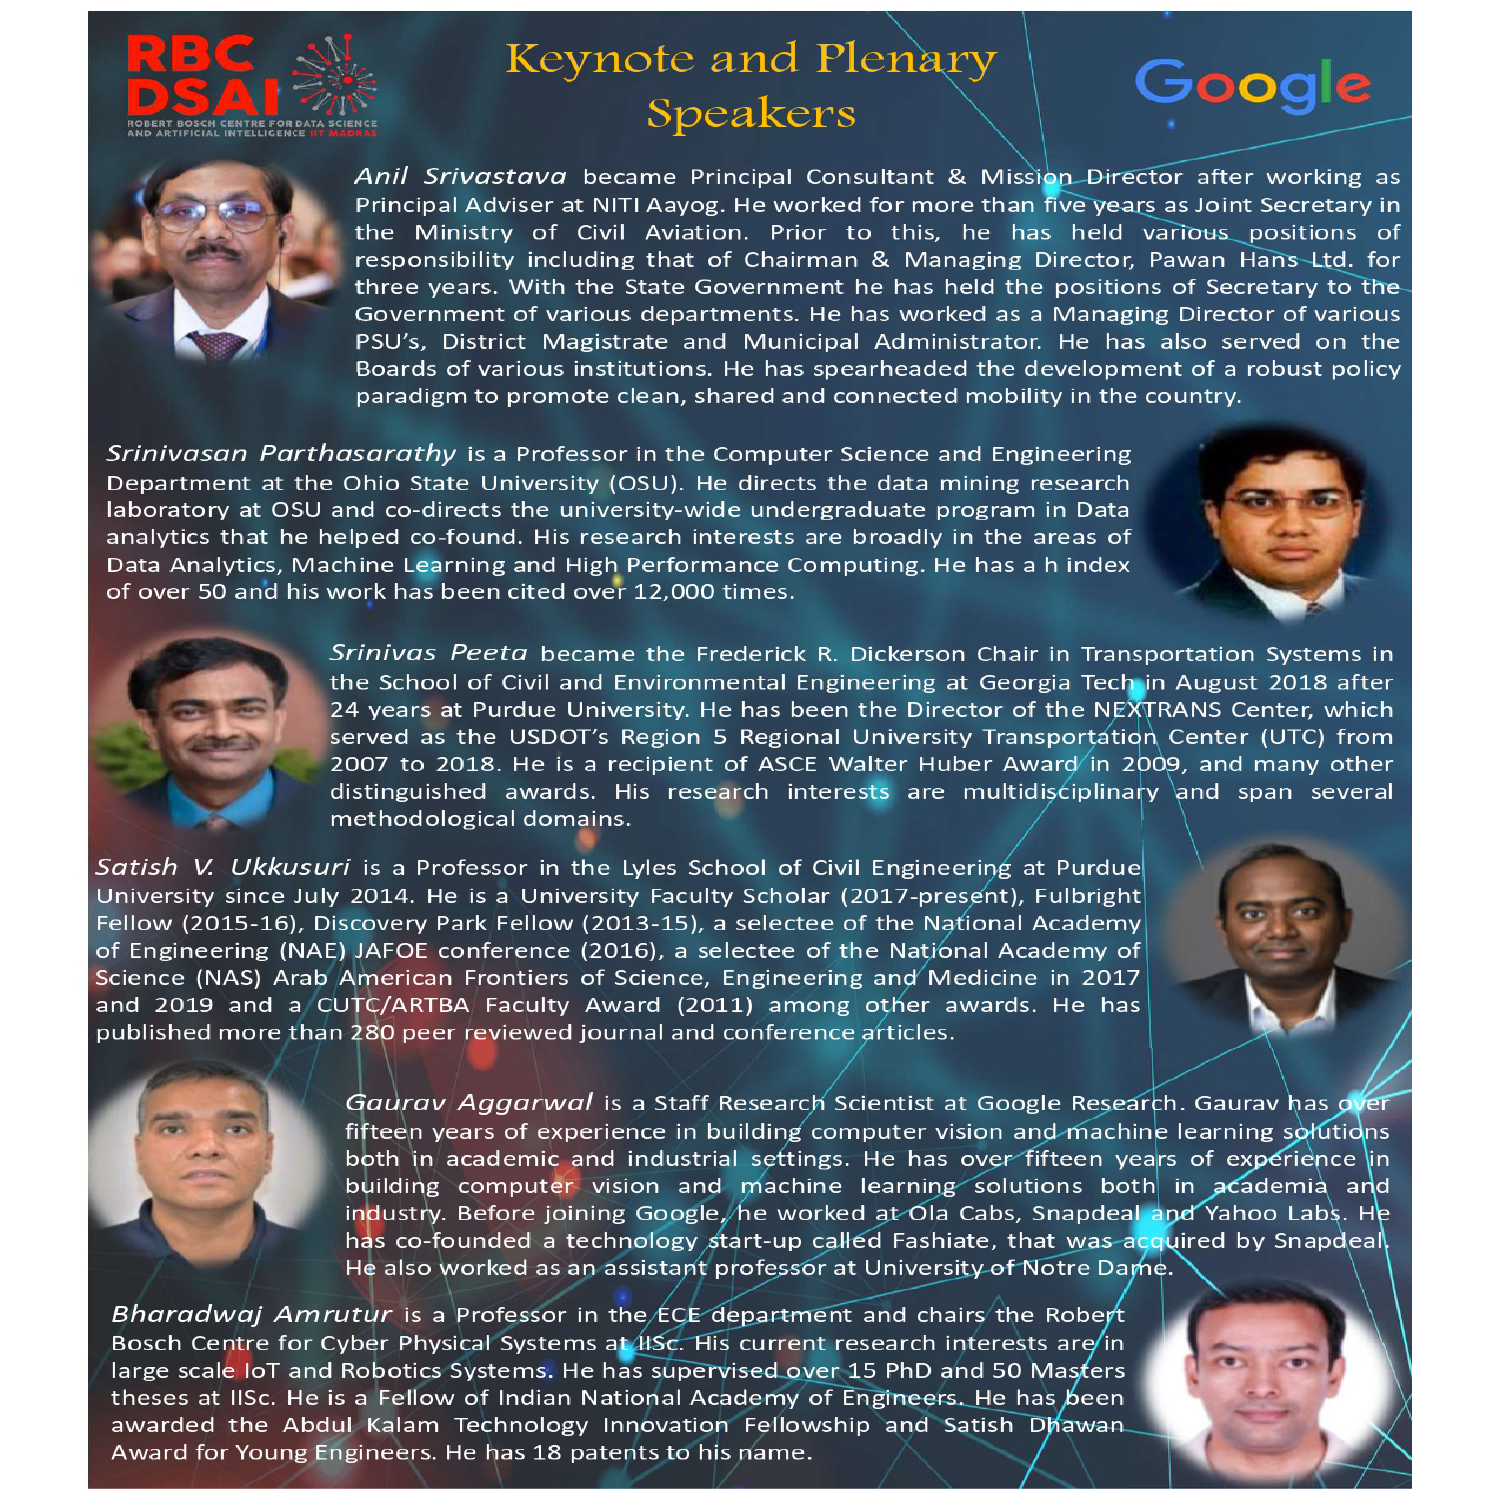 RBC
DSAI
ROBERT BOSCH CENTRE FOR DATA SCIENCE
AND ARTIFICIAL INTELLIGENCE IIT MADRAS
Keynote and Plenary
Speakers
Google
Anil Srivastava became Principal Consultant & Mission Director after working as
Principal Adviser at NITI Aayog. He worked for more than five years as Joint Secretary in
the Ministry of Civil Aviation. Prior to this, he has held various positions of
responsibility including that of Chairman & Managing Director, Pawan Hans Ltd. for
three years. With the State Government he has held the positions of Secretary to the
Government of various departments. He has worked as a Managing Director of various
PSU's, District Magistrate and Municipal Administrator. He has also served on the
Boards of various institutions. He has spearheaded the development of a robust policy
paradigm to promote clean, shared and connected mobility in the country.
Srinivasan Parthasarathy is a Professor in the Computer Science and Engineering
Department at the Ohio State University (OSU). He directs the data mining research
laboratory at OSU and co-directs the university-wide undergraduate program in Data
analytics that he helped co-found. His research interests are broadly in the areas of
Data Analytics, Machine Learning and High Performance Computing. He has a h index
of over 50 and his work has been cited over 12,000 times.
Srinivas Peeta became the Frederick R. Dickerson Chair in Transportation Systems in
the School of Civil and Environmental Engineering at Georgia Tech in August 2018 after
24 years at Purdue University. He has been the Director of the NEXTRANS Center, which
served as the USDOT's Region 5 Regional University Transportation Center (UTC) from
2007 to 2018. He is a recipient of ASCE Walter Huber Award in 2009, and many other
distinguished awards. His research interests are multidisciplinary and span several
methodological domains.
Satish V. Ukkusuri is a Professor in the Lyles School of Civil Engineering at Purdue
University since July 2014. He is a University Faculty Scholar (2017-present), Fulbright
Fellow (2015-16), Discovery Park Fellow (2013-15), a selectee of the National Academy
of Engineering (NAE) JAFOE conference (2016), a selectee of the National Academy of
Science (NAS) Arab American Frontiers of Science, Engineering and Medicine in 2017
and 2019 and a CUTC/ARTBA Faculty Award (2011) among other awards. He has
published more than 280 peer reviewed journal and conference articles.
Gaurav Aggarwal is a Staff Research Scientist at Google Research. Gaurav has over
fifteen years of experience in building computer vision and machine learning solutions
both in academic and industrial settings. He has over fifteen years of experience in
building computer vision and machine learning solutions both in academia and
industry. Before joining Google, he worked at Ola Cabs, Snapdeal and Yahoo Labs. He
has co-founded a technology start-up called Fashiate, that was acquired by Snapdeal.
He also worked as an assistant professor at University of Notre Dame.
Bharadwaj Amrutur is a Professor in the ECE department and chairs the Robert
Bosch Centre for Cyber Physical Systems at IISc. His current research interests are in
large scale IoT and Robotics Systems. He has supervised over 15 PhD and 50 Masters
theses at IISc. He is a Fellow of Indian National Academy of Engineers. He has been
awarded the Abdul Kalam Technology Innovation Fellowship and Satish Dhawan
Award for Young Engineers. He has 18 patents to his name.